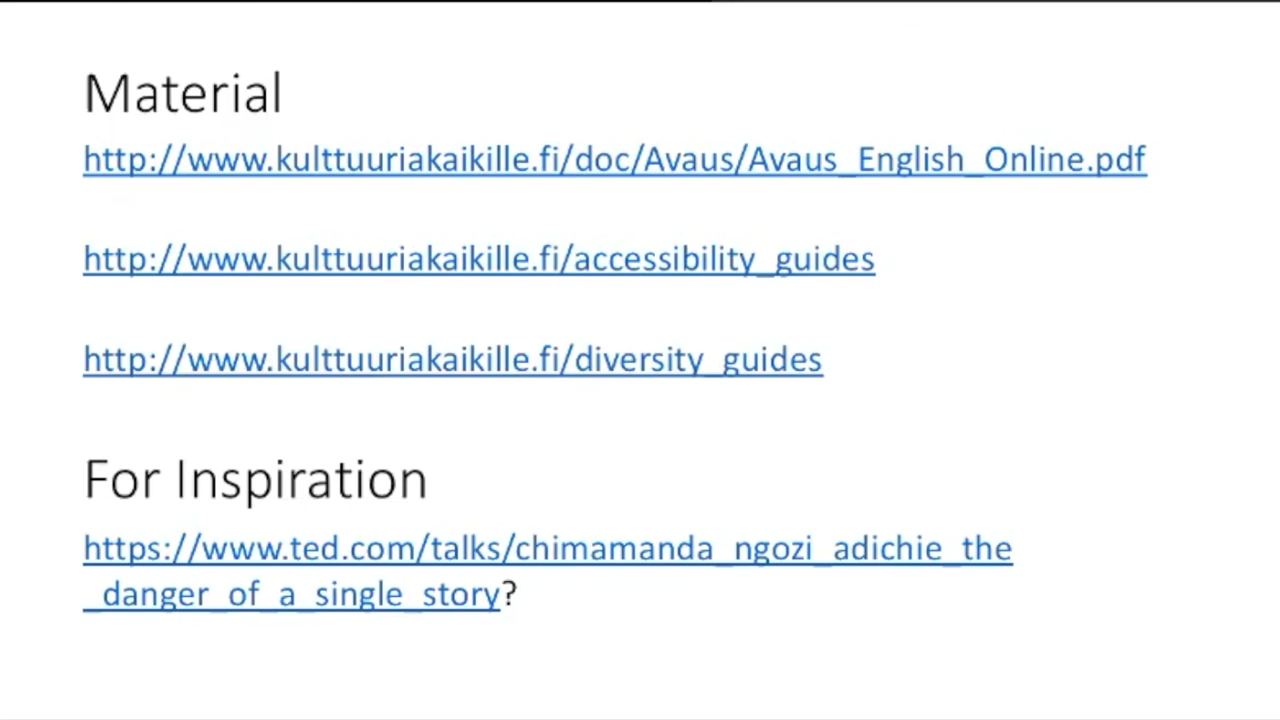 Material
http://www.kulttuuriakaikille.fi/doc/Avaus/Avaus_English_Online.pdf
http://www.kulttuuriakaikille.fi/accessibility_guides
http://www.kulttuuriakaikille.fi/diversity_guides
For Inspiration
https://www.ted.com/talks/chimamanda_ngozi_adichie_the
_danger_of_a_single_story?